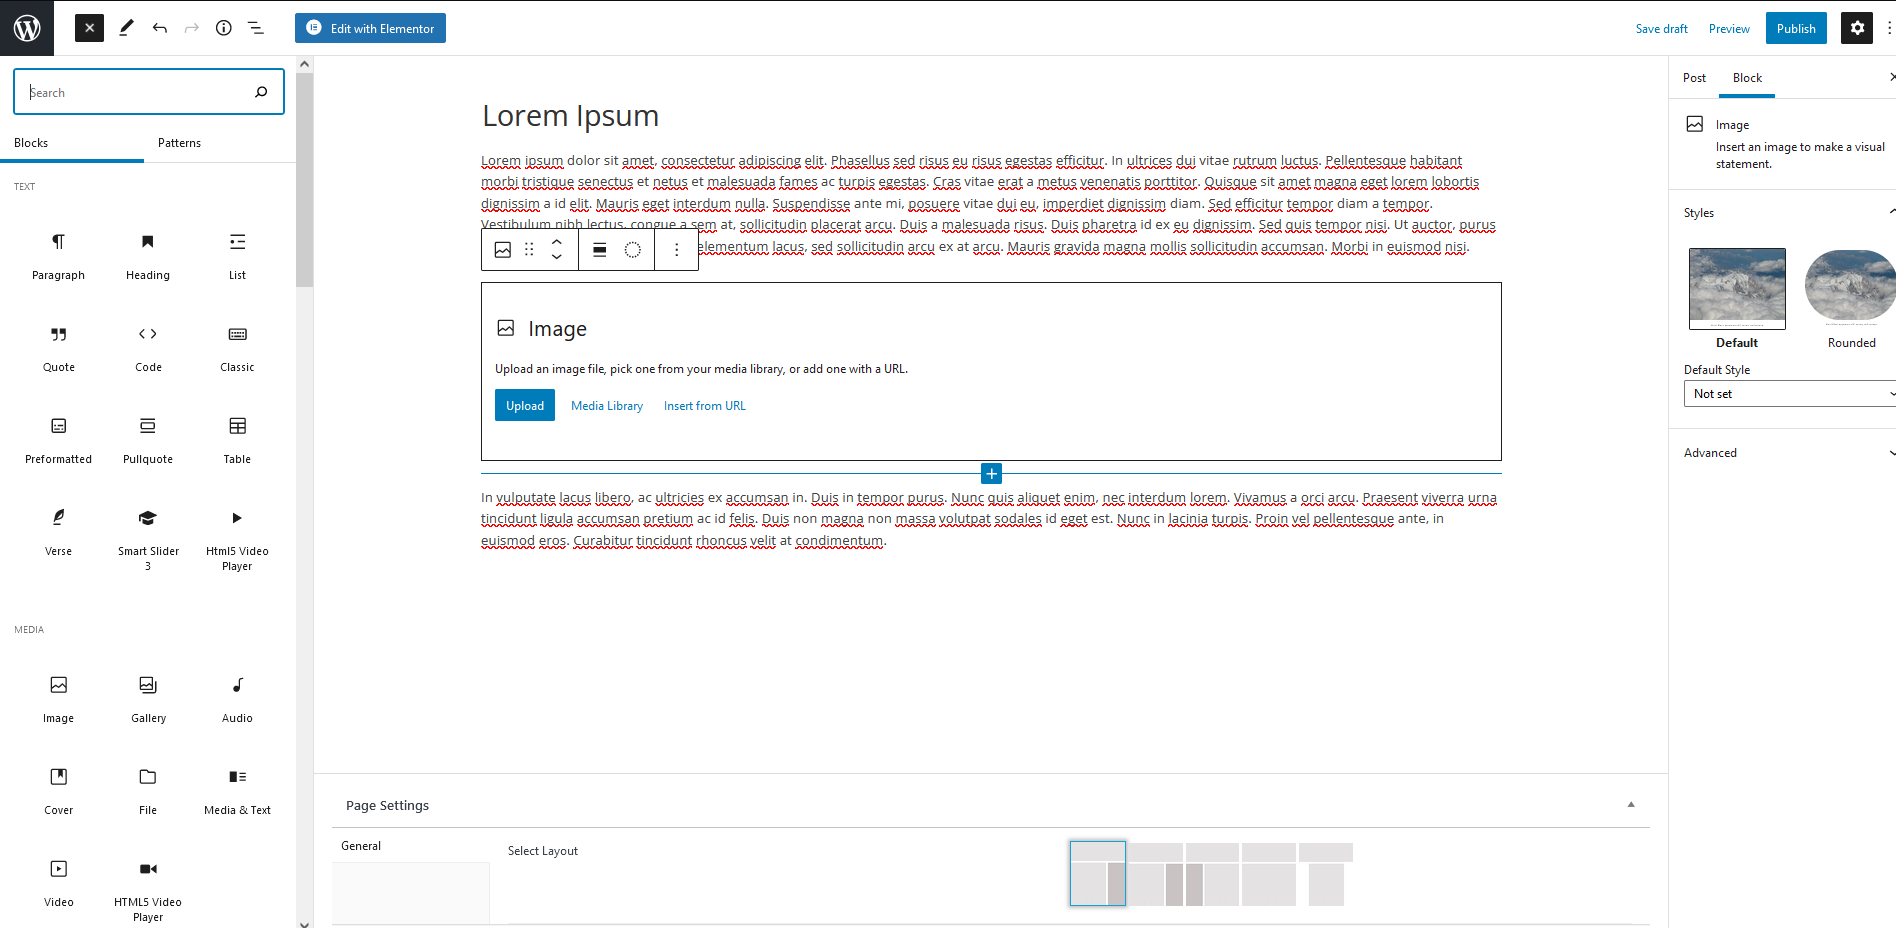 Edit with Elementor
Save draft
Preview
Publish
Search
Blocks
Patterns
TEXT
Paragraph
Heading
List
Quote
Code
Classic
Preformatted
Pullquote
Table
Verse
Smart Slider
3
Html5 Video
Player
MEDIA
Image
Gallery
Audio
Cover
File
Media & Text
Video
HTML5 Video
Player
Lorem Ipsum
Lorem ipsum dolor sit amet, consectetur adipiscing elit. Phasellus sed risus eu risus egestas efficitur. In ultrices dui vitae rutrum luctus. Pellentesque habitant
morbi tristique senectus et netus et malesuada fames ac turpis egestas. Cras vitae erat a metus venenatis porttitor. Quisque sit amet magna eget lorem lobortis
dignissim a id elit. Mauris eget interdum nulla. Suspendisse ante mi, posuere vitae dui eu, imperdiet dignissim diam. Sed efficitur tempor diam a tempor.
Vestibulum nibh lectus, congue a sem at, sollicitudin placerat arcu. Duis a malesuada risus. Duis pharetra id ex eu dignissim. Sed quis tempor nisi. Ut auctor, purus
elementum lacus, sed sollicitudin arcu ex at arcu. Mauris gravida magna mollis sollicitudin accumsan. Morbi in euismod nisi.
Image
Upload an image file, pick one from your media library, or add one with a URL.
Upload
Media Library
Insert from URL
In vulputate lacus libero, ac ultricies ex accumsan in. Duis in tempor purus. Nunc quis aliquet enim, nec interdum lorem. Vivamus a orci arcu. Praesent viverra urna
tincidunt ligula accumsan pretium ac id felis. Duis non magna non massa volutpat sodales id eget est. Nunc in lacinia turpis. Proin vel pellentesque ante, in
euismod eros. Curabitur tincidunt rhoncus velit at condimentum.
Page Settings
General
Select Layout
Post
Block
Image
Insert an image to make a visual
statement.
Styles
Default
Rounded
Default Style
Not set
Advanced